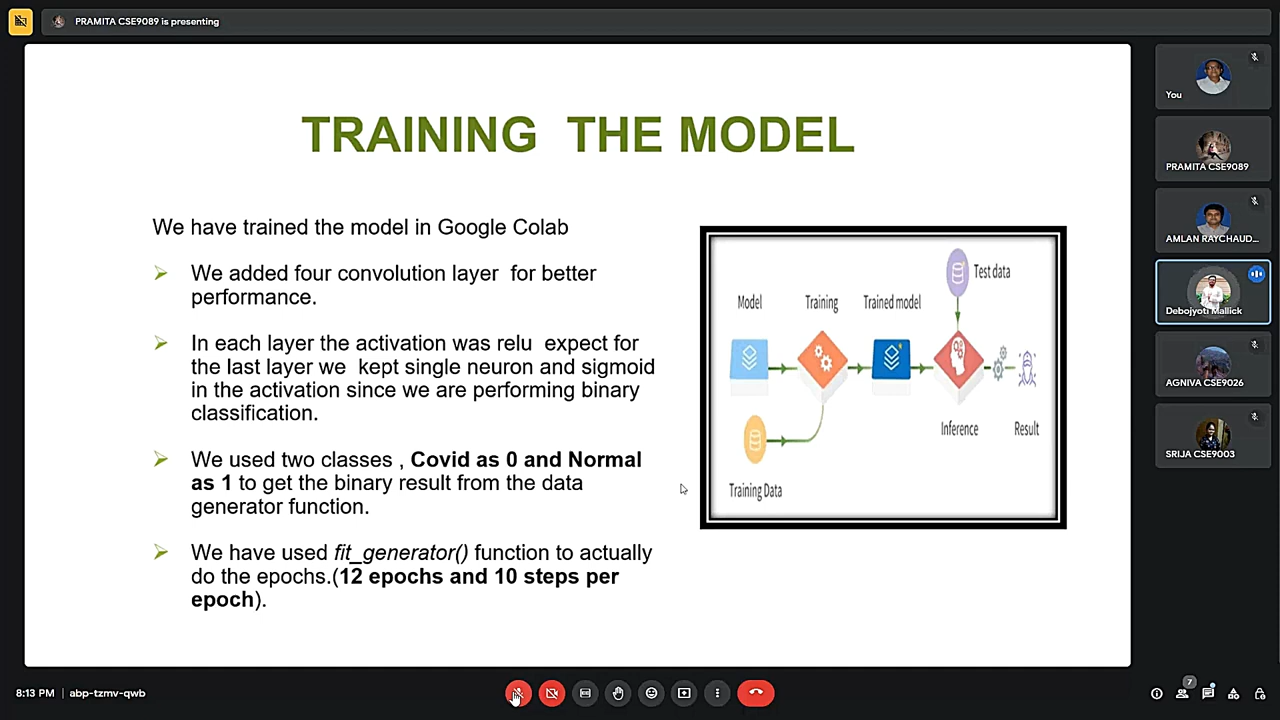 PRAMITA CSE9089 is presenting
TRAINING THE MODEL
We have trained the model in Google Colab
We added four convolution layer for better
performance.
In each layer the activation was relu expect for
the last layer we kept single neuron and sigmoid
in the activation since we are performing binary
classification.
We used two classes , Covid as 0 and Normal
as 1 to get the binary result from the data
generator function.
We have used fit_generator() function to actually
do the epochs.(12 epochs and 10 steps per
epoch).
Test data
Model
Training
Trained model
Inference
Result
Training Data
You
PRAMITA CSE9089
AMLAN RAYCHAUD...
Debojyoti Mallick
AGNIVA CSE9026
SRIJA CSE9003
8:13 PM | abp-tzmv-qwb
7